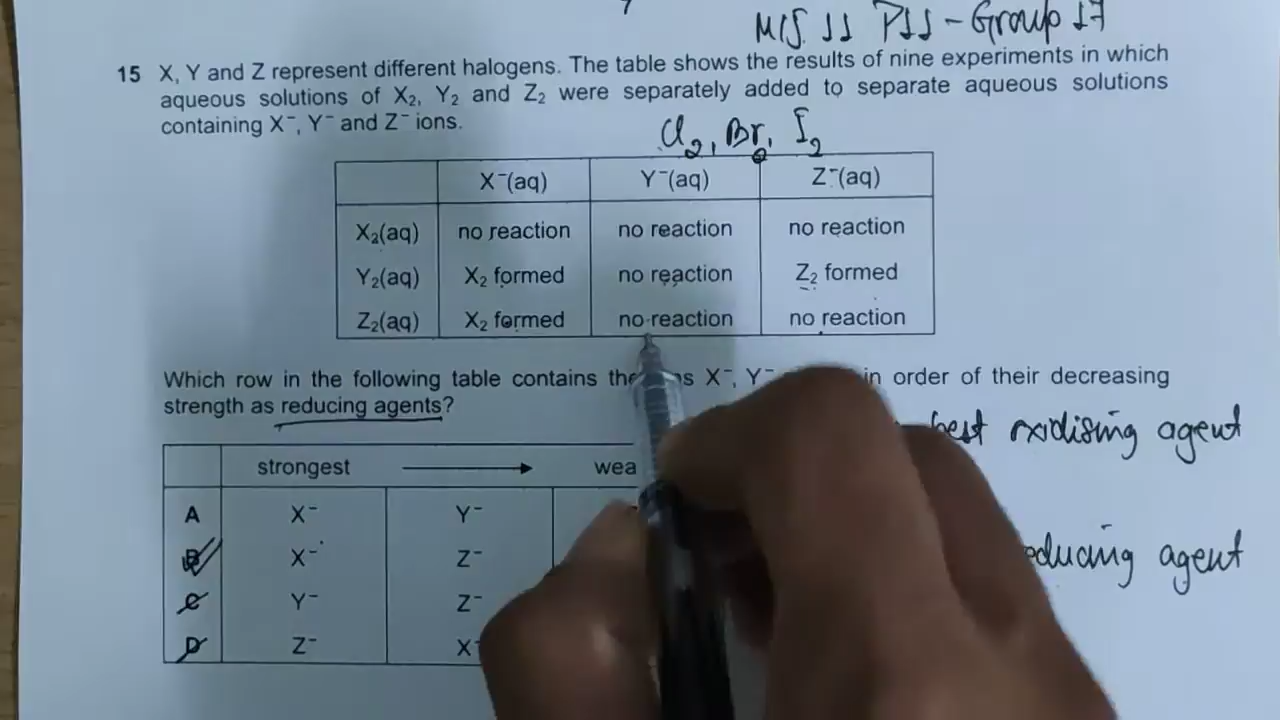 M/J 11 P11 - Group 17
15 X, Y and Z represent different halogens. The table shows the results of nine experiments in which
aqueous solutions of X₂, Y₂ and Z₂ were separately added to separate aqueous solutions
containing X⁻, Y⁻ and Z⁻ ions.
Cl₂, Br₂, I₂
X⁻(aq) Y⁻(aq) Z⁻(aq)
X₂(aq) no reaction no reaction no reaction
Y₂(aq) X₂ formed no reaction Z₂ formed
Z₂(aq) X₂ formed no reaction no reaction
Which row in the following table contains the X⁻, Y⁻ in order of their decreasing
strength as reducing agents?
best oxidising agent
strongest → wea
A X⁻ Y⁻
B X⁻ Z⁻
reducing agent
C Y⁻ Z⁻
D Z⁻ X⁻